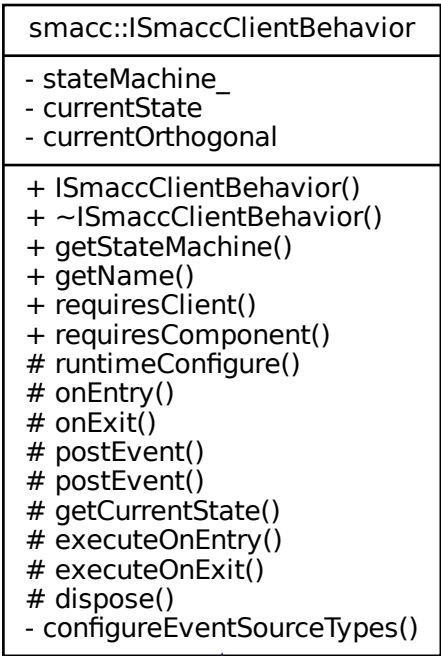 smacc::ISmaccClientBehavior
- stateMachine_
- currentState
- currentOrthogonal
+ ISmaccClientBehavior()
+ ~ISmaccClientBehavior()
+ getStateMachine()
+ getName()
+ requiresClient()
+ requiresComponent()
# runtimeConfigure()
# onEntry()
# onExit()
# postEvent()
# postEvent()
# getCurrentState()
# executeOnEntry()
# executeOnExit()
# dispose()
- configureEventSourceTypes()